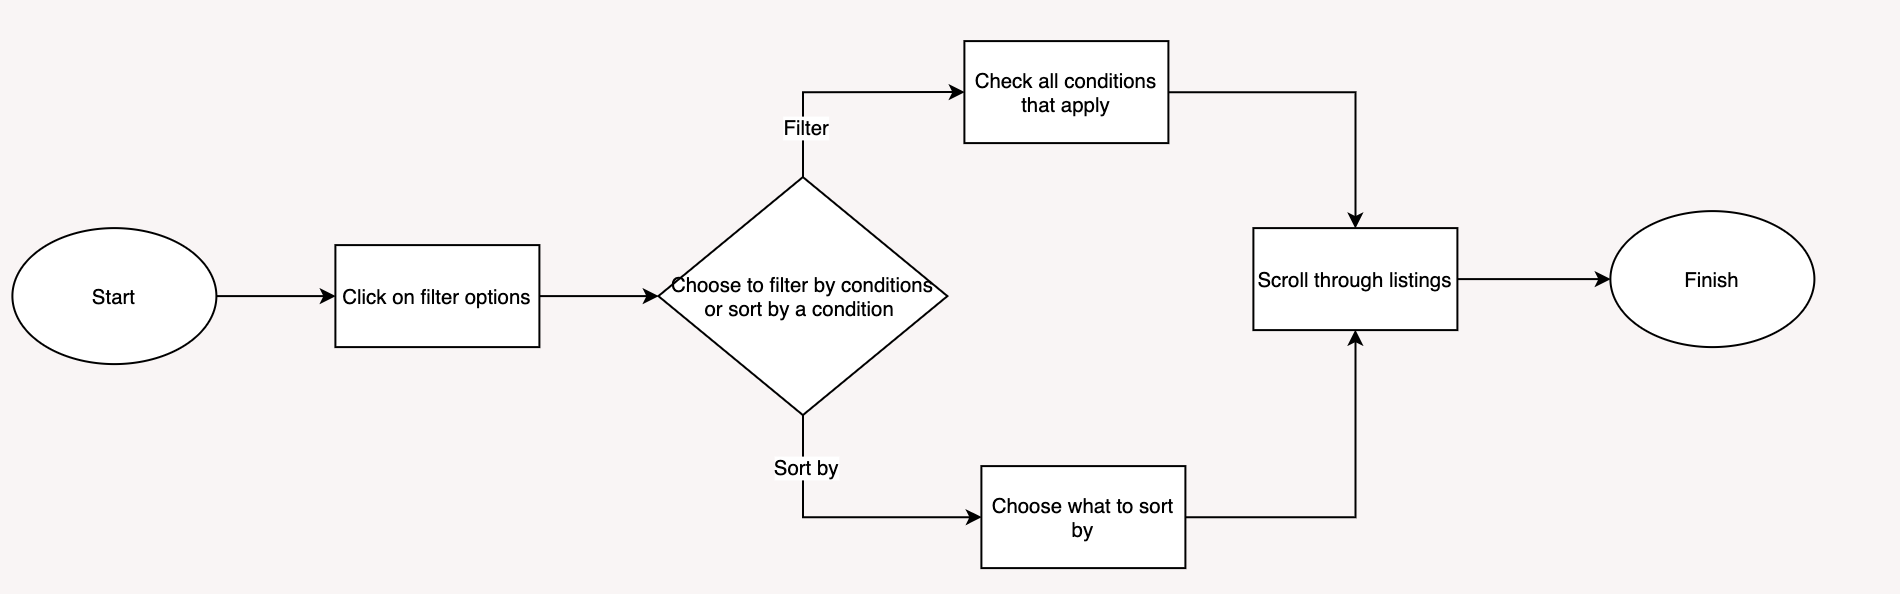 Start
Click on filter options
Choose to filter by conditions
or sort by a condition
Filter
Check all conditions
that apply
Sort by
Choose what to sort
by
Scroll through listings
Finish